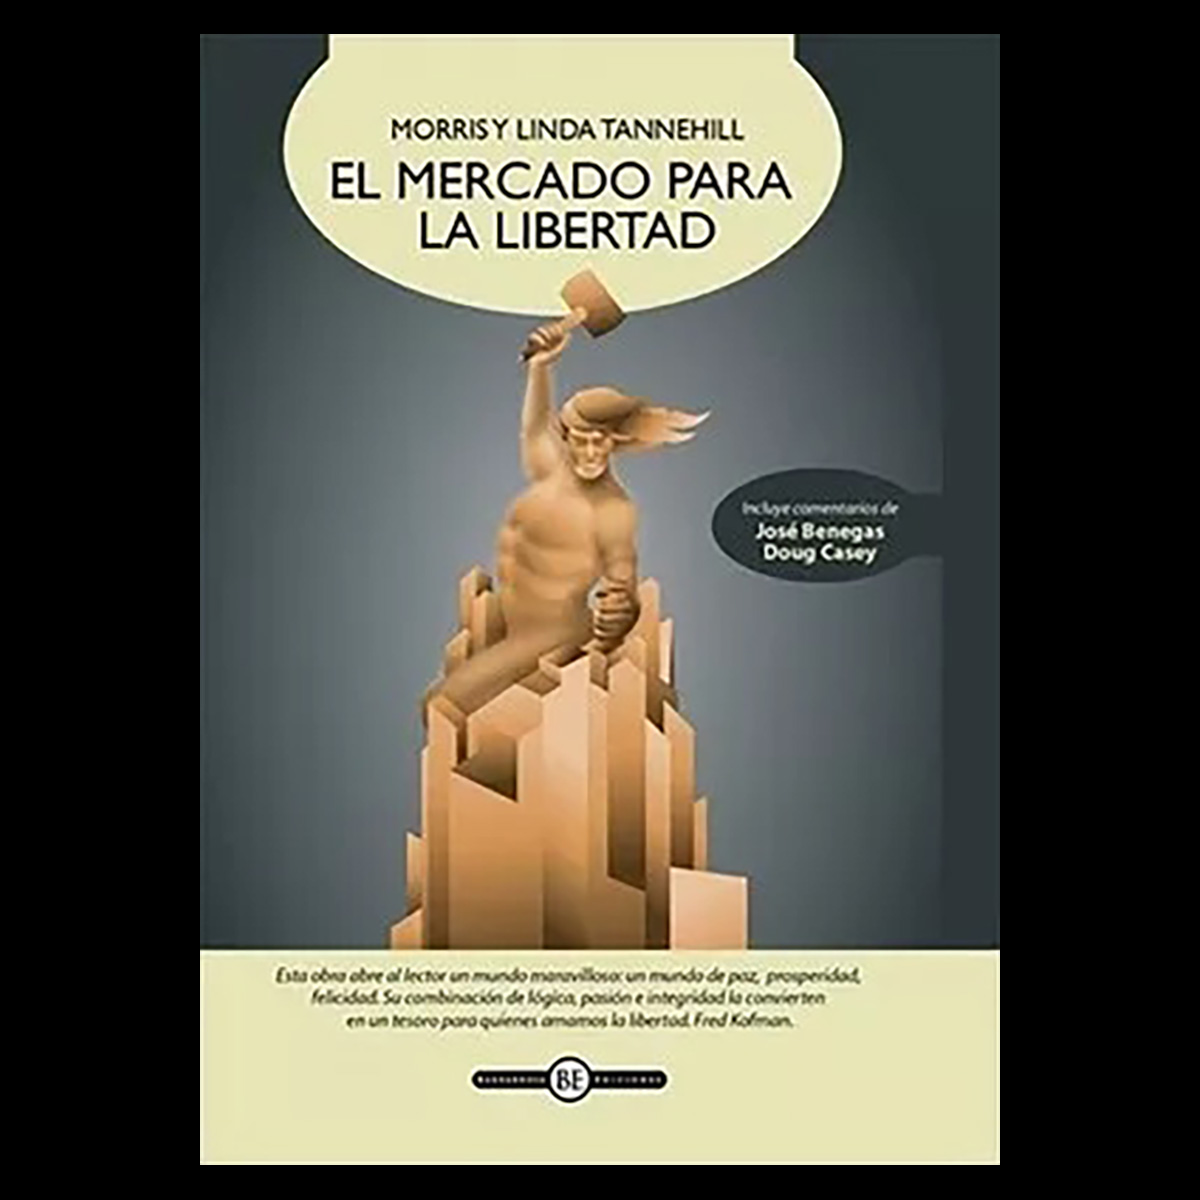 MORRIS Y LINDA TANNEHILL
EL MERCADO PARA
LA LIBERTAD
Incluye comentarios de
José Benegas
Doug Casey
Esta obra abre al lector un mundo maravilloso: un mundo de paz, prosperidad,
felicidad. Su combinación de lógica, pasión e integridad la convierten
en un tesoro para quienes amamos la libertad. Fred Kofman.
BE EDICIONES